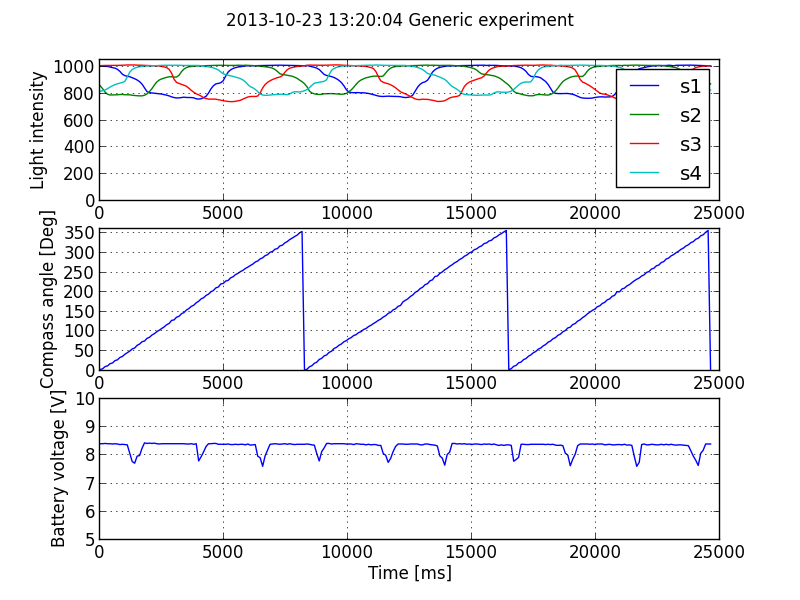 2013-10-23 13:20:04 Generic experiment
Light intensity
1000
800
600
400
200
0
s1
s2
s3
s4
0 5000 10000 15000 20000 25000
Compass angle [Deg]
350
300
250
200
150
100
50
0
0 5000 10000 15000 20000 25000
Battery voltage [V]
10
9
8
7
6
5
0 5000 10000 15000 20000 25000
Time [ms]